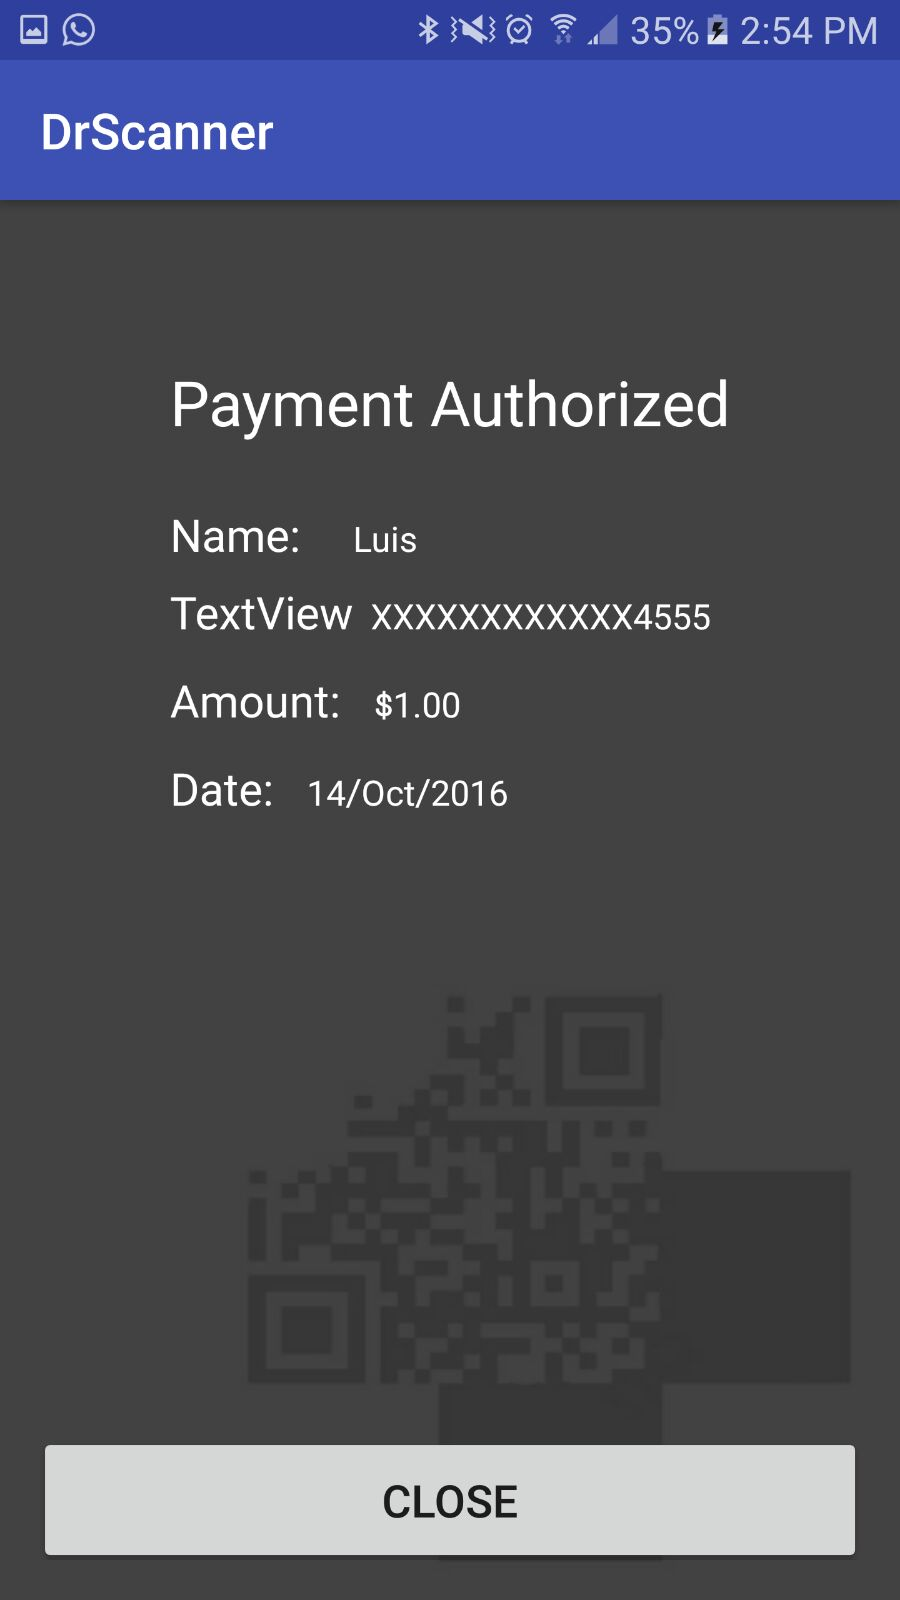 35% 2:54 PM
DrScanner
Payment Authorized
Name: Luis
TextView XXXXXXXXXXXX4555
Amount: $1.00
Date: 14/Oct/2016
CLOSE